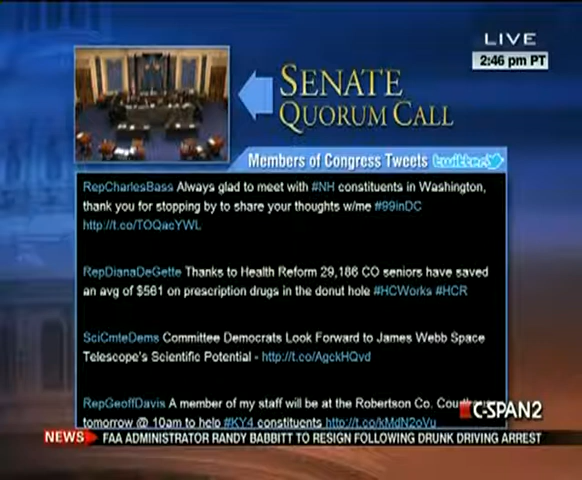 LIVE
2:46 pm PT
SENATE
QUORUM CALL
Members of Congress Tweets twitter
RepCharlesBass Always glad to meet with #NH constituents in Washington,
thank you for stopping by to share your thoughts w/me #99inDC
http://t.co/TOQacYWL
RepDianaDeGette Thanks to Health Reform 29,186 CO seniors have saved
an avg of $561 on prescription drugs in the donut hole #HCWorks #HCR
SciCmteDems Committee Democrats Look Forward to James Webb Space
Telescope's Scientific Potential - http://t.co/AgckHQvd
RepGeoffDavis A member of my staff will be at the Robertson Co.
tomorrow @ 10am to help #KY4 constituents http://t.co/kMdN2oVu
C-SPAN2
NEWS FAA ADMINISTRATOR RANDY BABBITT TO RESIGN FOLLOWING DRUNK DRIVING ARREST